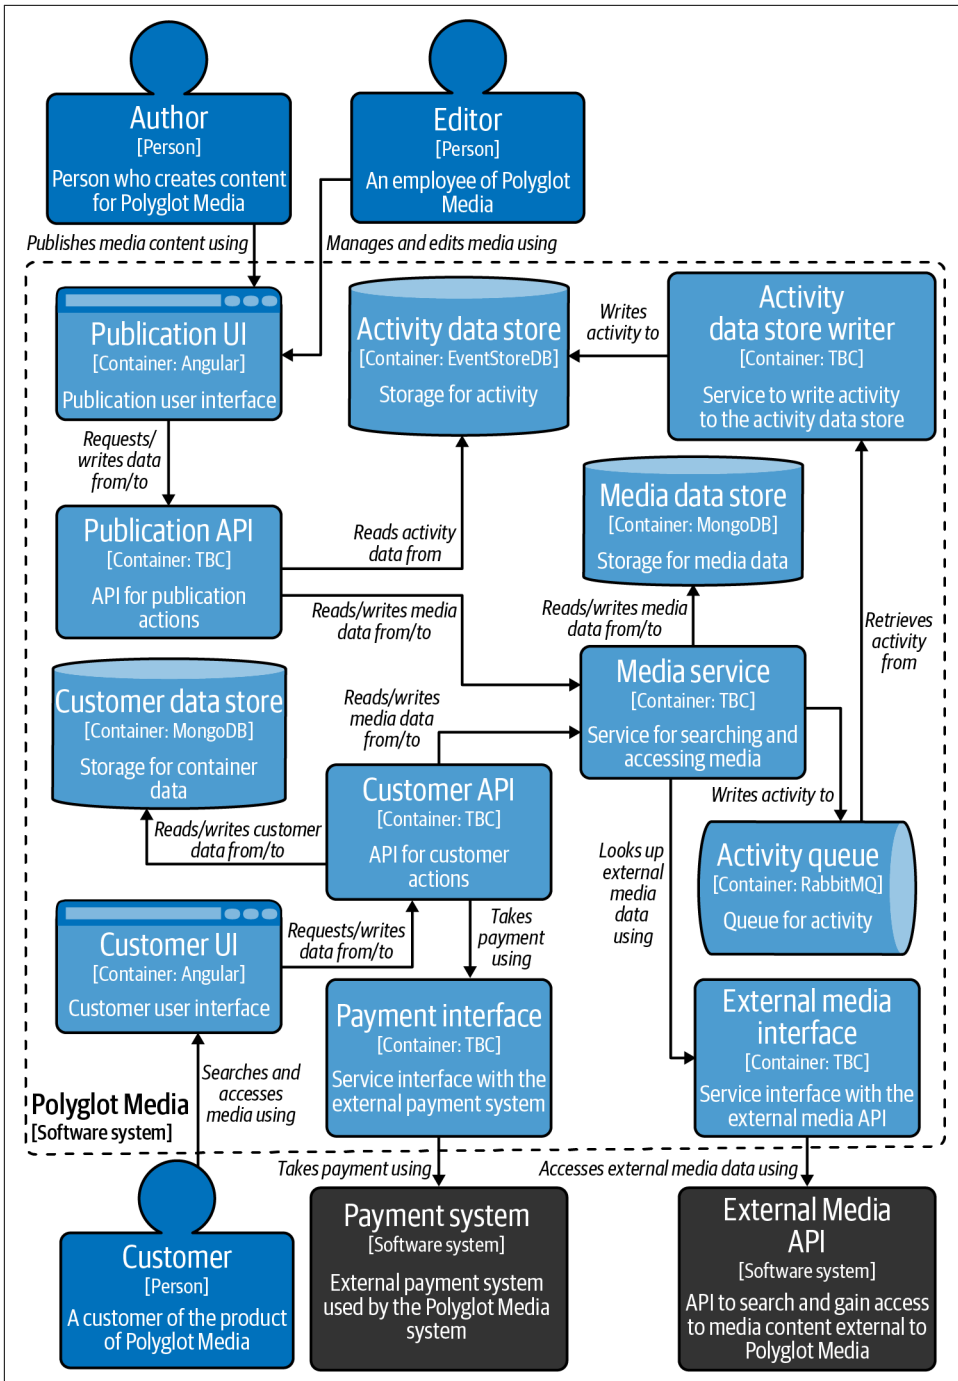 Author
[Person]
Person who creates content
for Polyglot Media
Editor
[Person]
An employee of Polyglot
Media
Publishes media content using
Manages and edits media using
Publication UI
[Container: Angular]
Publication user interface
Activity data store
[Container: EventStoreDB]
Storage for activity
Writes
activity to
Activity
data store writer
[Container: TBC]
Service to write activity
to the activity data store
Requests/
writes data
from/to
Publication API
[Container: TBC]
API for publication
actions
Reads activity
data from
Media data store
[Container: MongoDB]
Storage for media data
Reads/writes media
data from/to
Reads/writes media
data from/to
Retrieves
activity
from
Customer data store
[Container: MongoDB]
Storage for container
data
Reads/writes
media data
from/to
Media service
[Container: TBC]
Service for searching and
accessing media
Customer API
[Container: TBC]
API for customer
actions
Reads/writes customer
data from/to
Writes activity to
Looks up
external
media
data
using
Activity queue
[Container: RabbitMQ]
Queue for activity
Customer UI
[Container: Angular]
Customer user interface
Requests/writes
data from/to
Takes
payment
using
Payment interface
[Container: TBC]
Service interface with the
external payment system
External media
interface
[Container: TBC]
Service interface with the
external media API
Searches and
accesses
media using
Polyglot Media
[Software system]
Takes payment using
Accesses external media data using
Customer
[Person]
A customer of the product
of Polyglot Media
Payment system
[Software system]
External payment system
used by the Polyglot Media
system
External Media
API
[Software system]
API to search and gain access
to media content external to
Polyglot Media